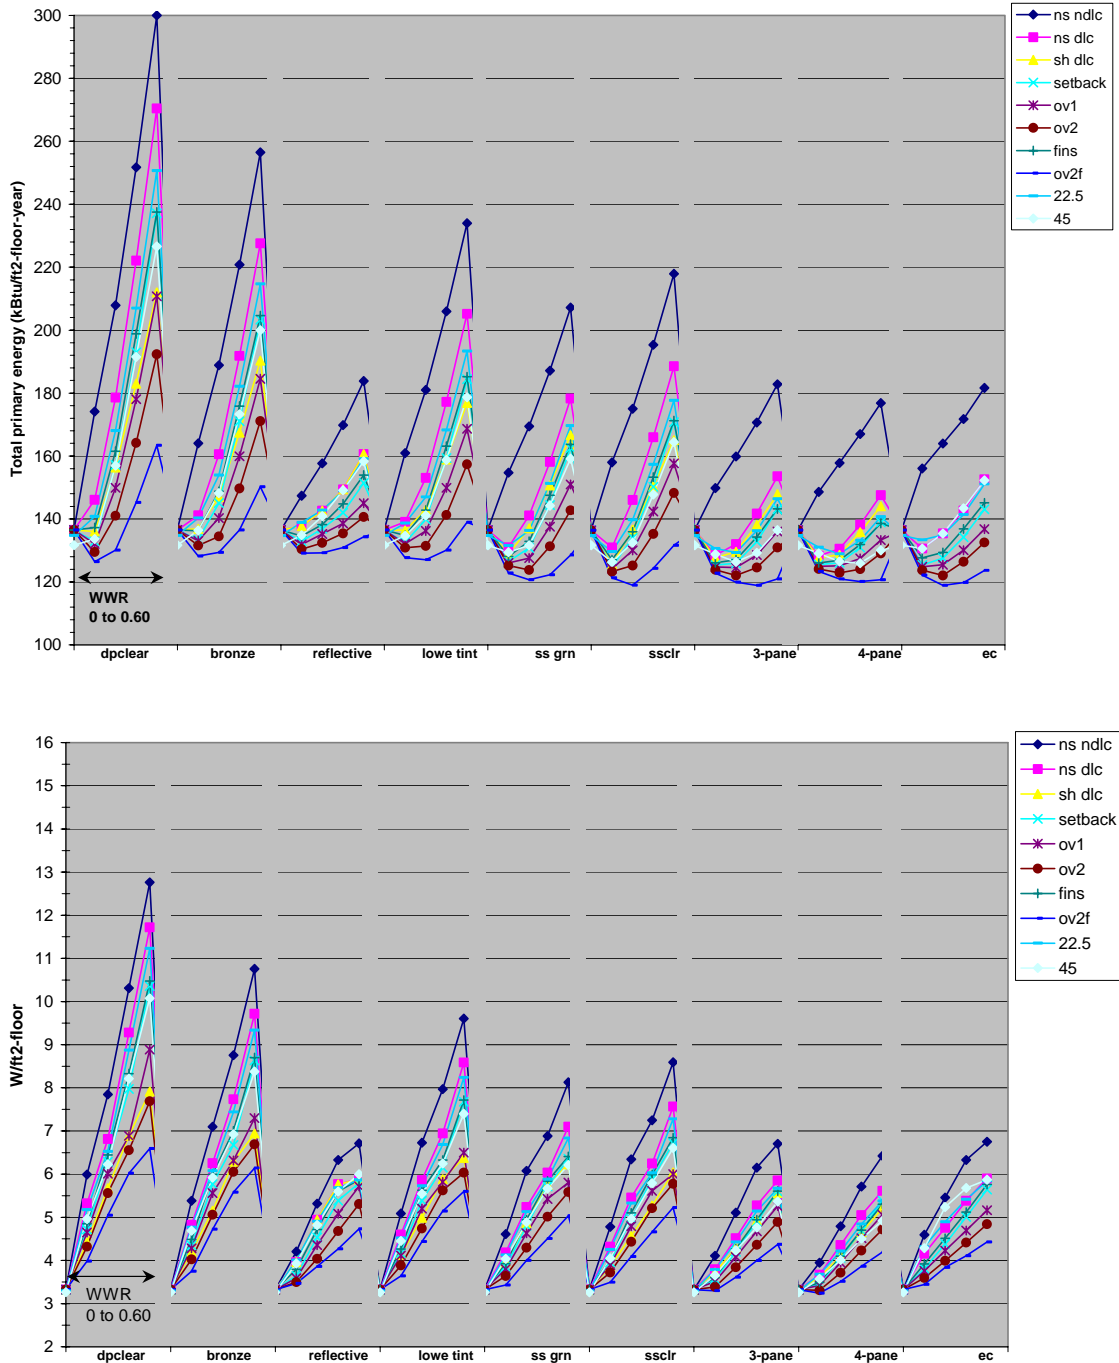 300
280
260
240
220
200
180
160
140
120
100
Total primary energy (kBtu/ft2-floor-year)
WWR
0 to 0.60
dpclear bronze reflective lowe tint ss grn ssclr 3-pane 4-pane ec
ns ndlc
ns dlc
sh dlc
setback
ov1
ov2
fins
ov2f
22.5
45
16
15
14
13
12
11
10
9
8
7
6
5
4
3
2
W/ft2-floor
WWR
0 to 0.60
dpclear bronze reflective lowe tint ss grn ssclr 3-pane 4-pane ec
ns ndlc
ns dlc
sh dlc
setback
ov1
ov2
fins
ov2f
22.5
45